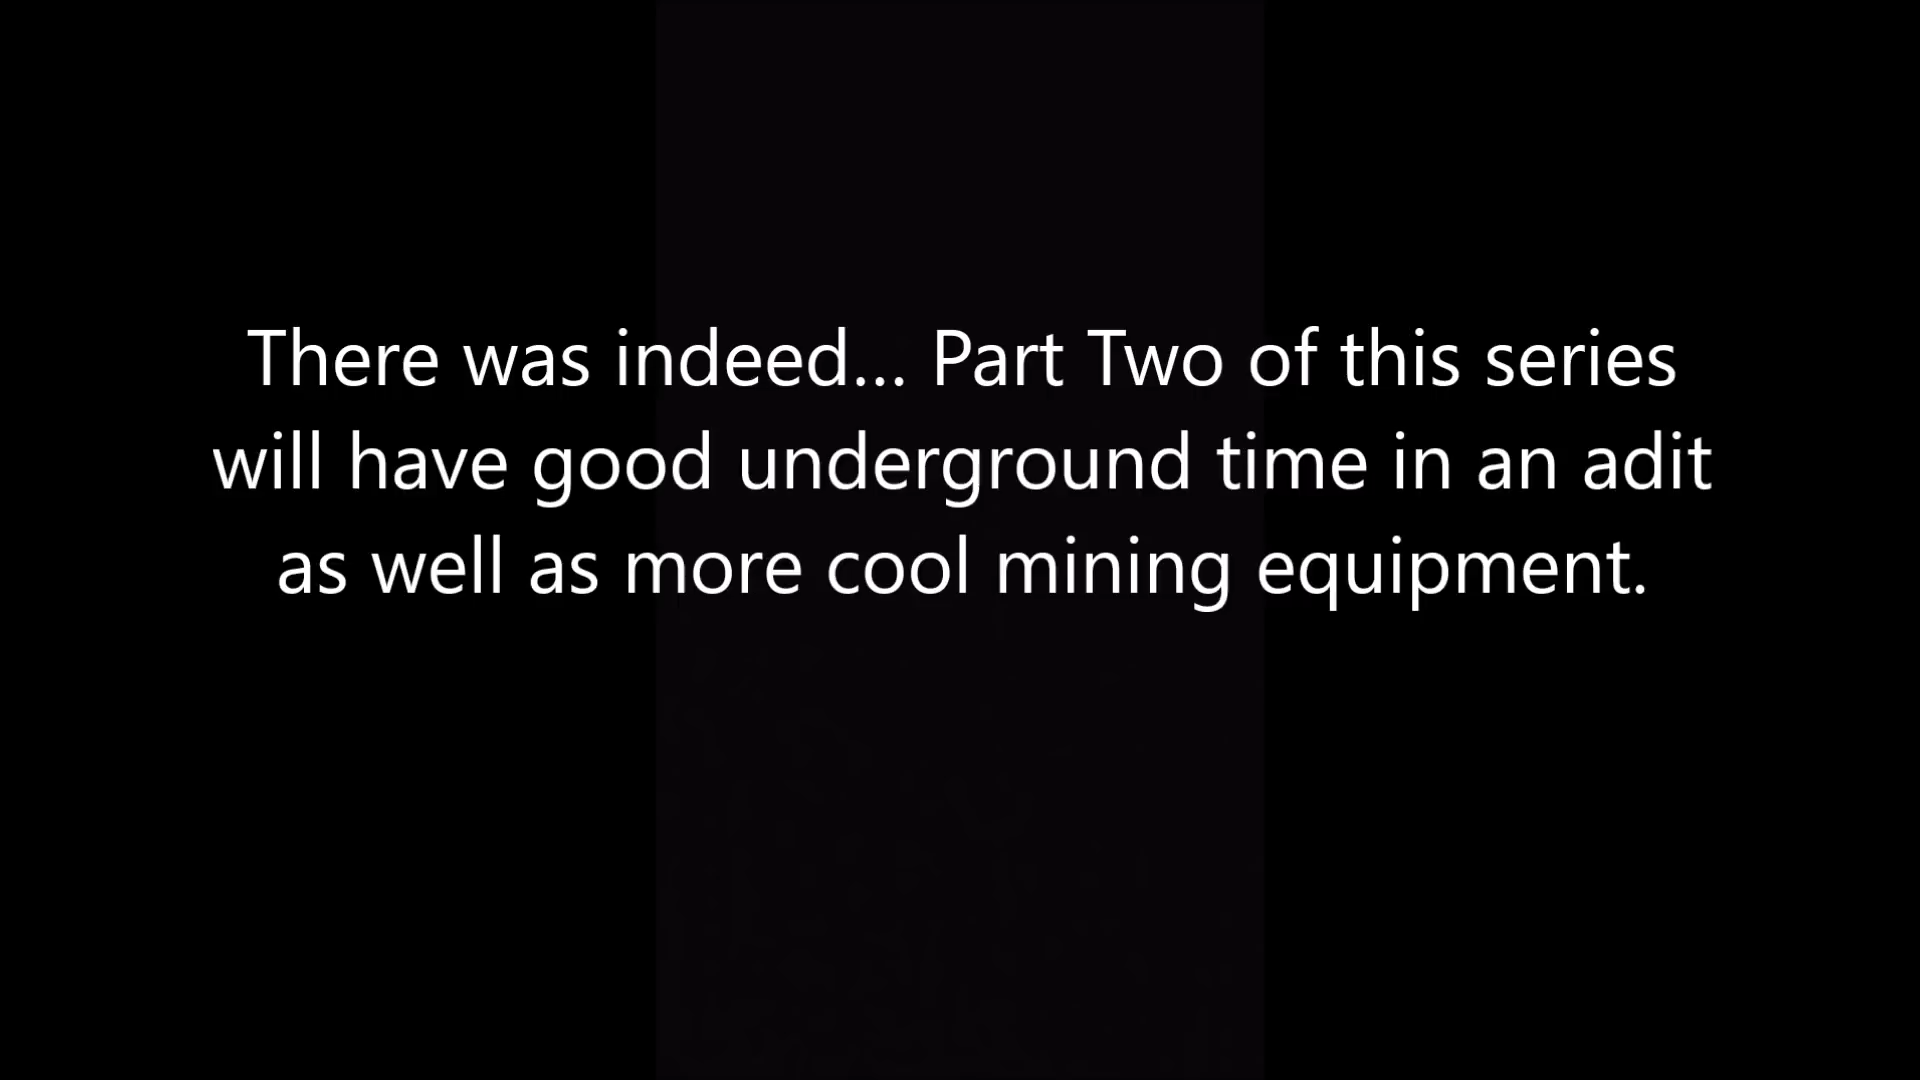 There was indeed... Part Two of this series
will have good underground time in an adit
as well as more cool mining equipment.